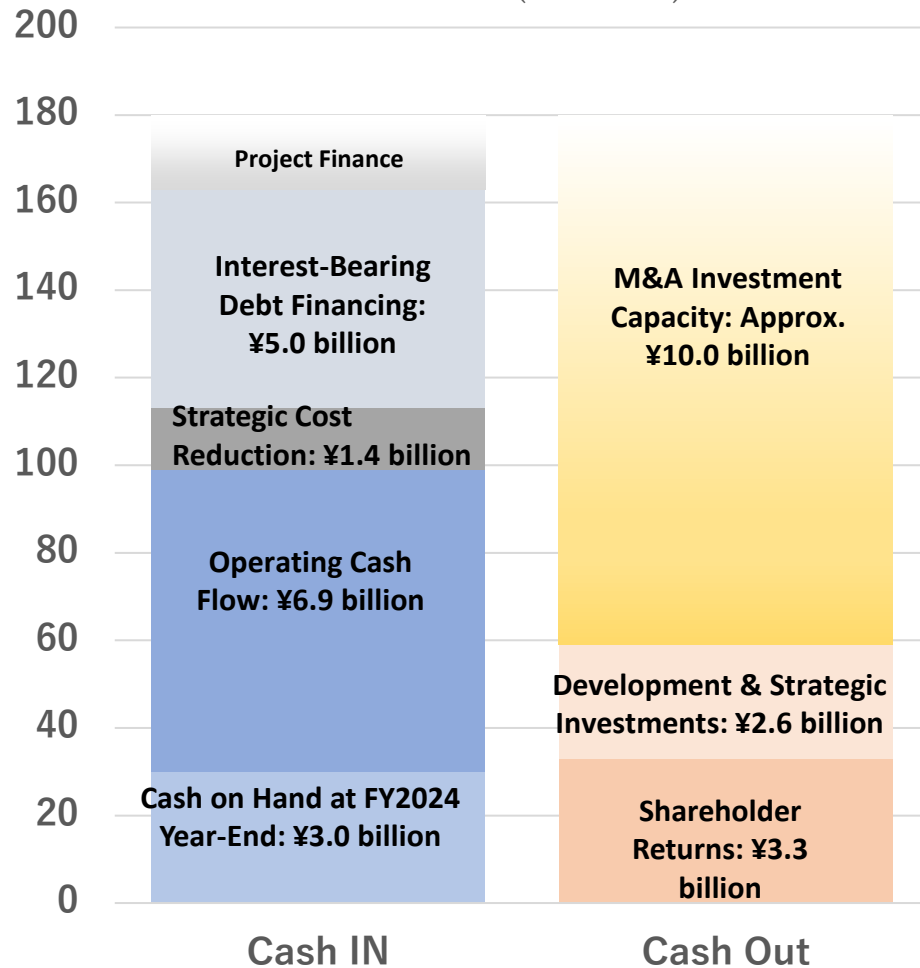 200
180
160
140
120
100
80
60
40
20
0
Project Finance
Interest-Bearing
Debt Financing:
¥5.0 billion
Strategic Cost
Reduction: ¥1.4 billion
Operating Cash
Flow: ¥6.9 billion
Cash on Hand at FY2024
Year-End: ¥3.0 billion
M&A Investment
Capacity: Approx.
¥10.0 billion
Development & Strategic
Investments: ¥2.6 billion
Shareholder
Returns: ¥3.3
billion
Cash IN
Cash Out